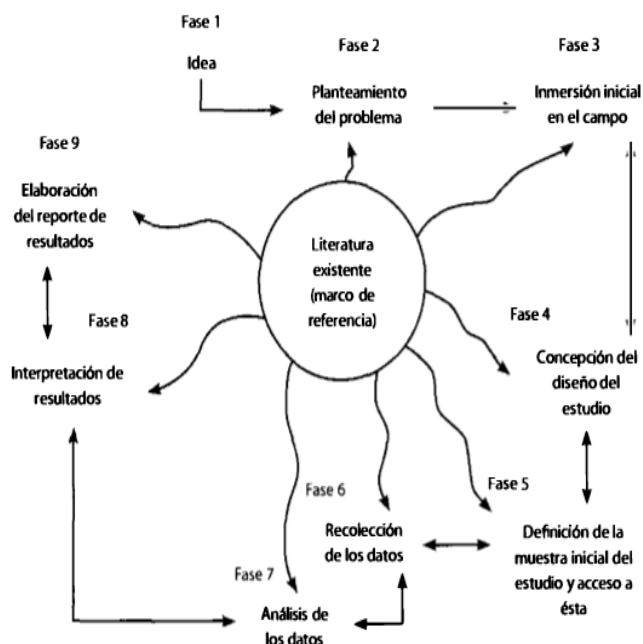 Fase 1
Idea
Fase 2
Planteamiento
del problema
Fase 3
Inmersión inicial
en el campo
Fase 9
Elaboración
del reporte de
resultados
Literatura
existente
(marco de
referencia)
Fase 8
Interpretación de
resultados
Fase 4
Concepción del
diseño del
estudio
Fase 5
Definición de la
muestra inicial del
estudio y acceso a
ésta
Fase 6
Recolección
de los datos
Fase 7
Análisis de
los datos